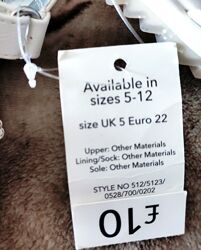 Available in
sizes 5-12
size UK 5 Euro 22
Upper: Other Materials
Lining/Sock: Other Materials
Sole: Other Materials
STYLE NO 512/5123/
0528/700/0202
£10